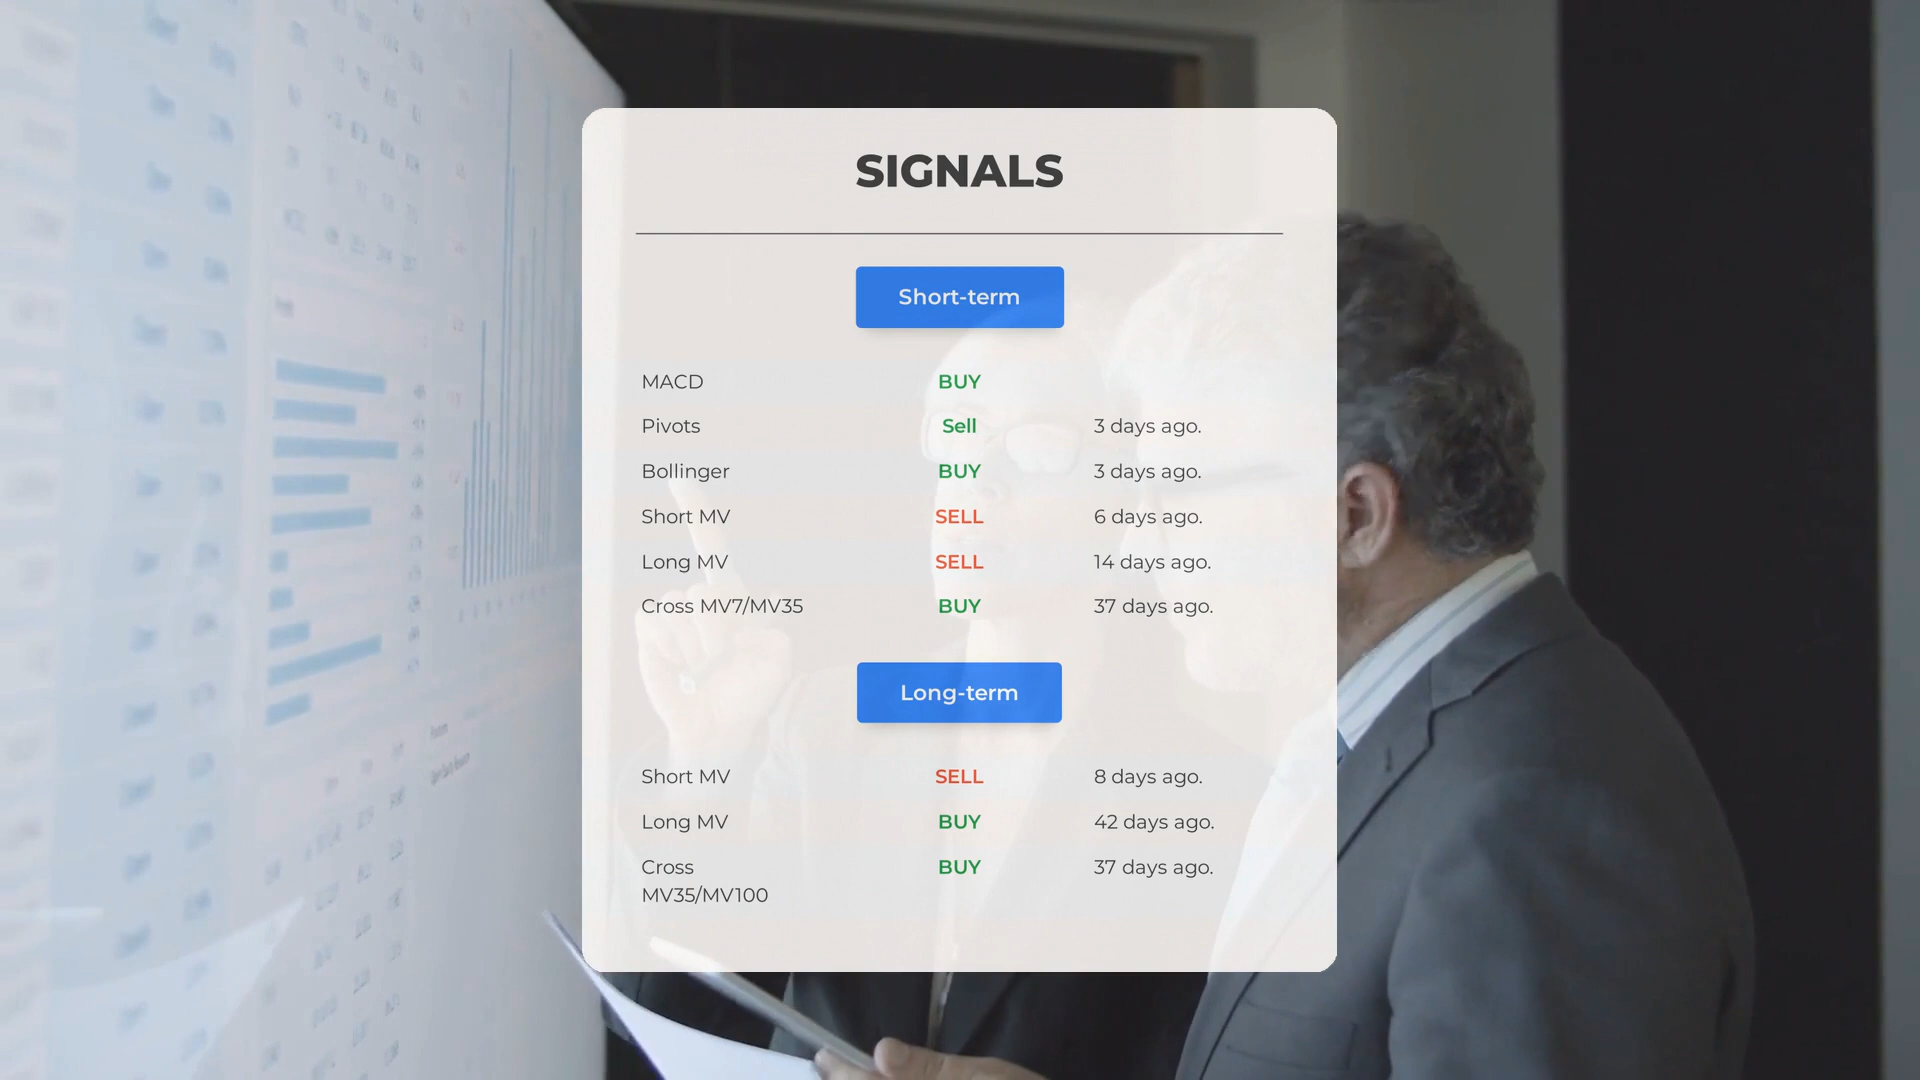 SIGNALS
Short-term
MACD BUY
Pivots Sell 3 days ago.
Bollinger BUY 3 days ago.
Short MV SELL 6 days ago.
Long MV SELL 14 days ago.
Cross MV7/MV35 BUY 37 days ago.
Long-term
Short MV SELL 8 days ago.
Long MV BUY 42 days ago.
Cross BUY 37 days ago.
MV35/MV100